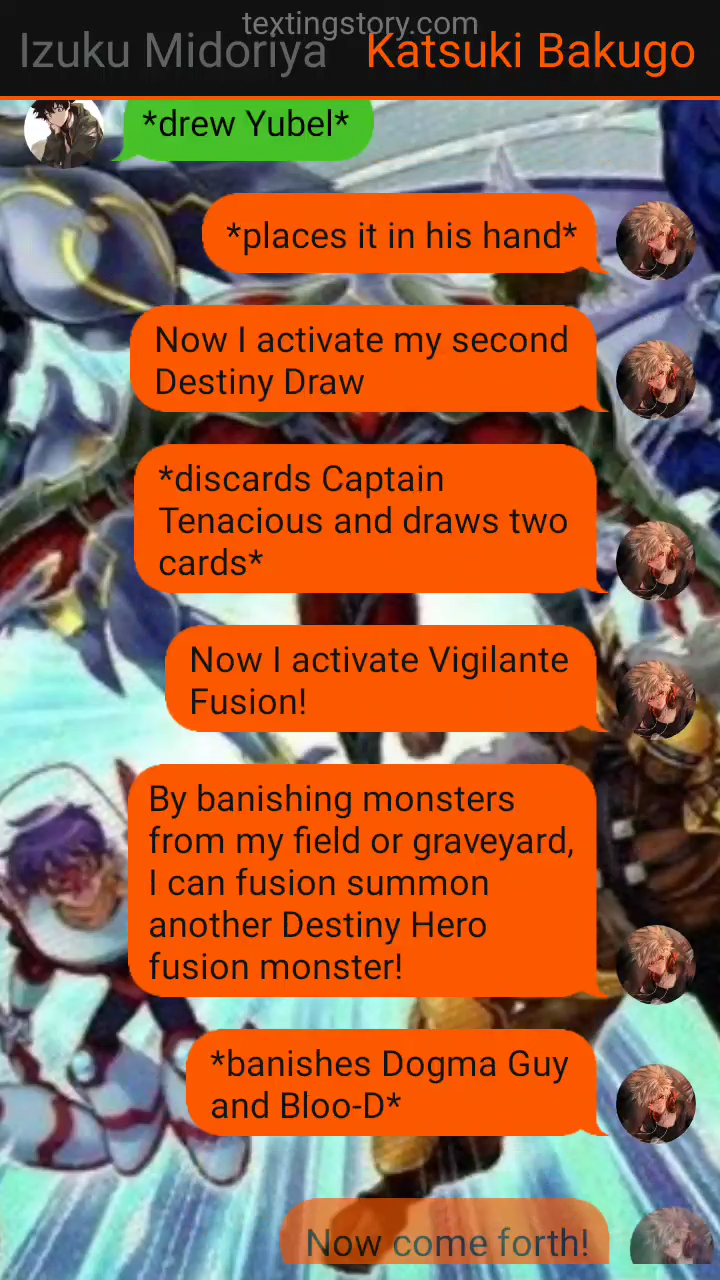 textingstory.com
Izuku Midoriya Katsuki Bakugo
*drew Yubel*
*places it in his hand*
Now I activate my second
Destiny Draw
*discards Captain
Tenacious and draws two
cards*
Now I activate Vigilante
Fusion!
By banishing monsters
from my field or graveyard,
I can fusion summon
another Destiny Hero
fusion monster!
*banishes Dogma Guy
and Bloo-D*
Now come forth!